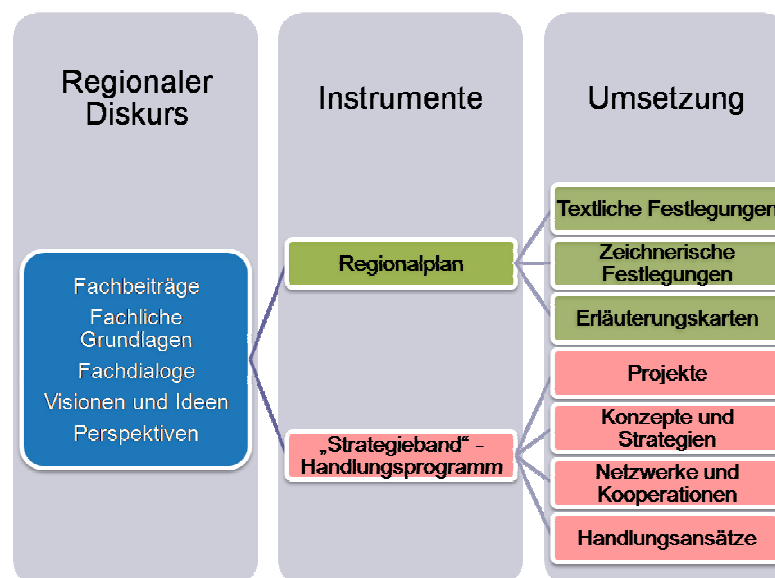 Regionaler
Diskurs
Fachbeiträge
Fachliche
Grundlagen
Fachdialoge
Visionen und Ideen
Perspektiven
Instrumente
Regionalplan
„Strategieband“ -
Handlungsprogramm
Umsetzung
Textliche Festlegungen
Zeichnerische
Festlegungen
Erläuterungskarten
Projekte
Konzepte und
Strategien
Netzwerke und
Kooperationen
Handlungsansätze